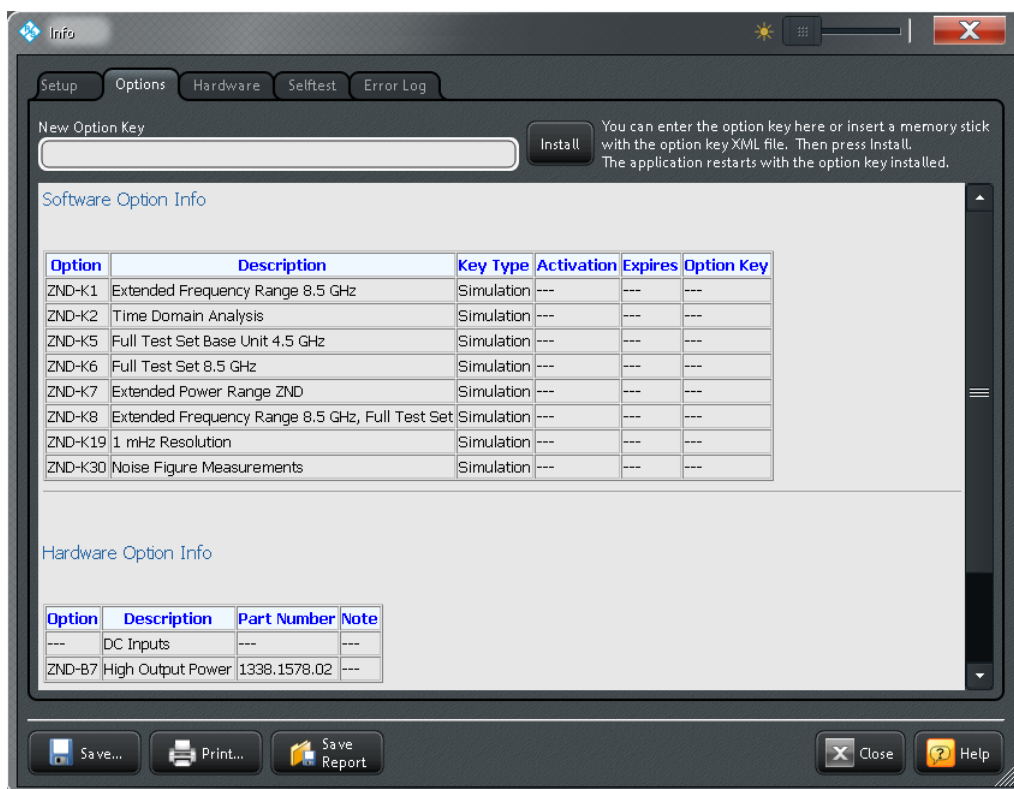 Info
Setup Options Hardware Selftest Error Log
New Option Key
Install
You can enter the option key here or insert a memory stick
with the option key XML file. Then press Install.
The application restarts with the option key installed.
Software Option Info
Option Description Key Type Activation Expires Option Key
ZND-K1 Extended Frequency Range 8.5 GHz Simulation --- --- ---
ZND-K2 Time Domain Analysis Simulation --- --- ---
ZND-K5 Full Test Set Base Unit 4.5 GHz Simulation --- --- ---
ZND-K6 Full Test Set 8.5 GHz Simulation --- --- ---
ZND-K7 Extended Power Range ZND Simulation --- --- ---
ZND-K8 Extended Frequency Range 8.5 GHz, Full Test Set Simulation --- --- ---
ZND-K19 1 mHz Resolution Simulation --- --- ---
ZND-K30 Noise Figure Measurements Simulation --- --- ---
Hardware Option Info
Option Description Part Number Note
--- DC Inputs --- ---
ZND-B7 High Output Power 1338.1578.02 ---
Save... Print... Save
Report
Close Help